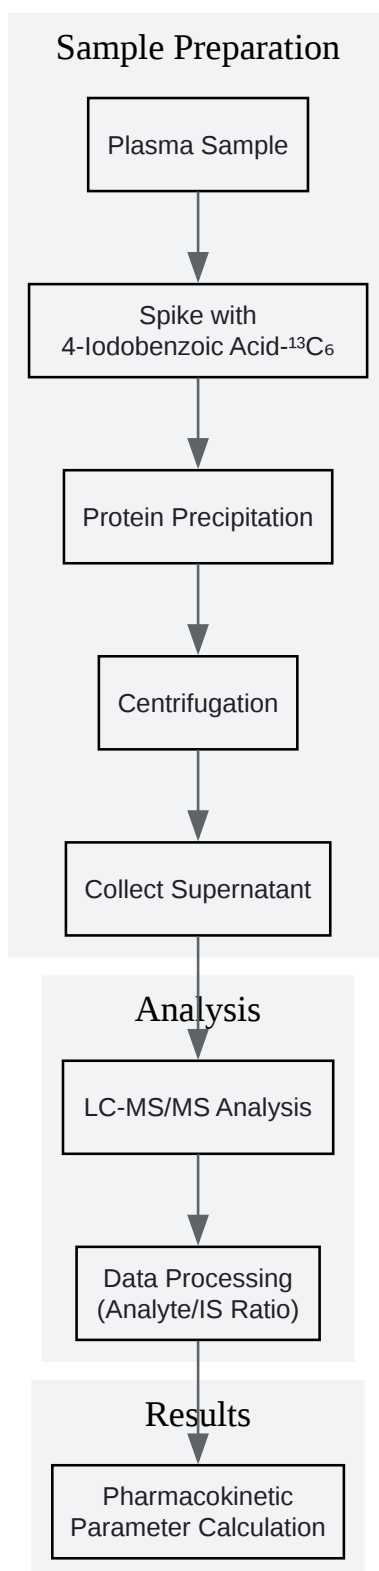 Sample Preparation
Plasma Sample
Spike with
4-Iodobenzoic Acid-¹³C₆
Protein Precipitation
Centrifugation
Collect Supernatant
Analysis
LC-MS/MS Analysis
Data Processing
(Analyte/IS Ratio)
Results
Pharmacokinetic
Parameter Calculation